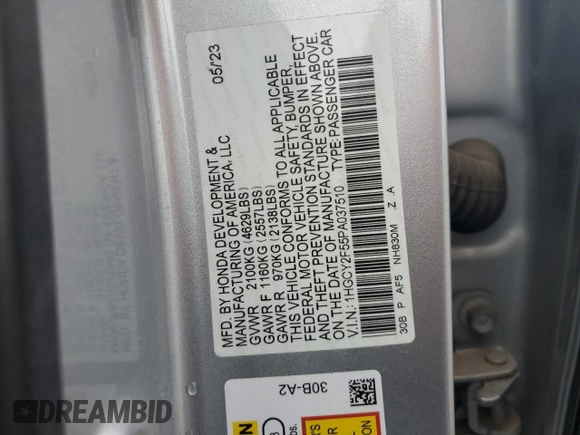 MFD. BY HONDA DEVELOPMENT &
MANUFACTURING OF AMERICA, LLC
05/23
GVWR 2100KG(4629LBS)
GAWR F 1160KG(2557LBS)
GAWR R 970KG(2138LBS)
THIS VEHICLE CONFORMS TO ALL APPLICABLE
FEDERAL MOTOR VEHICLE SAFETY, BUMPER,
AND THEFT PREVENTION STANDARDS IN EFFECT
ON THE DATE OF MANUFACTURE SHOWN ABOVE.
V.I.N.:1HGCY2F55PA037510 TYPE:PASSENGER CAR
30B P AF5 NH830M Z A
30B-A2
DREAMBID